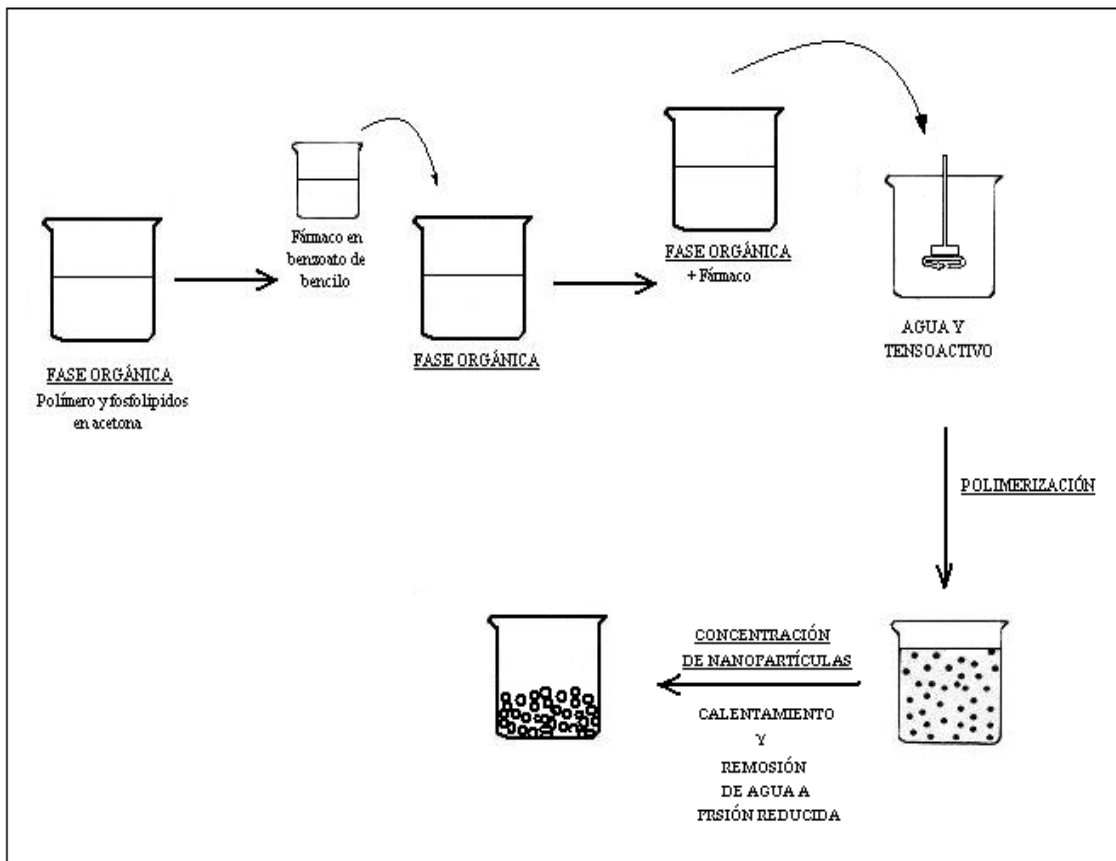 FASE ORGÁNICA
Polímero y fosfolípidos
en acetona
Fármaco en
benzoato de
bencilo
FASE ORGÁNICA
FASE ORGÁNICA
+ Fármaco
AGUA Y
TENSOACTIVO
POLIMERIZACIÓN
CONCENTRACIÓN
DE NANOPARTÍCULAS
CALENTAMIENTO
Y
REMOSIÓN
DE AGUA A
PRSIÓN REDUCIDA